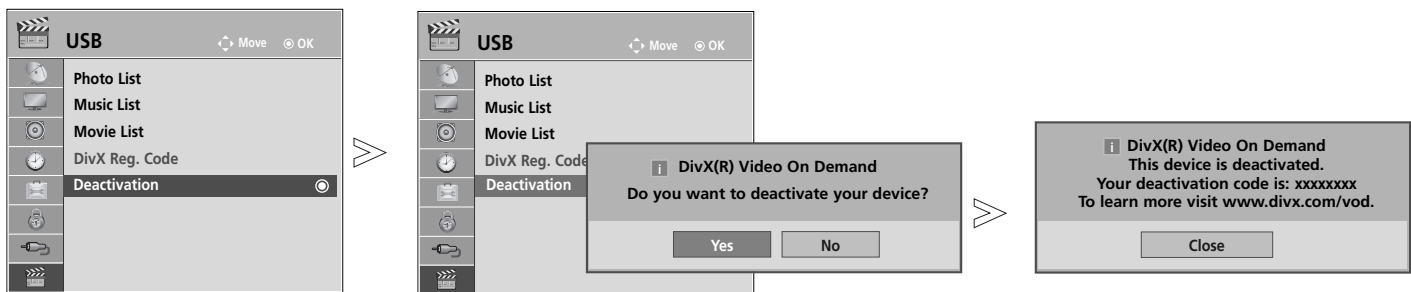 USB
Move OK
Photo List
Music List
Movie List
DivX Reg. Code
Deactivation
USB
Move OK
Photo List
Music List
Movie List
DivX Reg. Code
Deactivation
i DivX(R) Video On Demand
Do you want to deactivate your device?
Yes No
i DivX(R) Video On Demand
This device is deactivated.
Your deactivation code is: xxxxxxxx
To learn more visit www.divx.com/vod.
Close